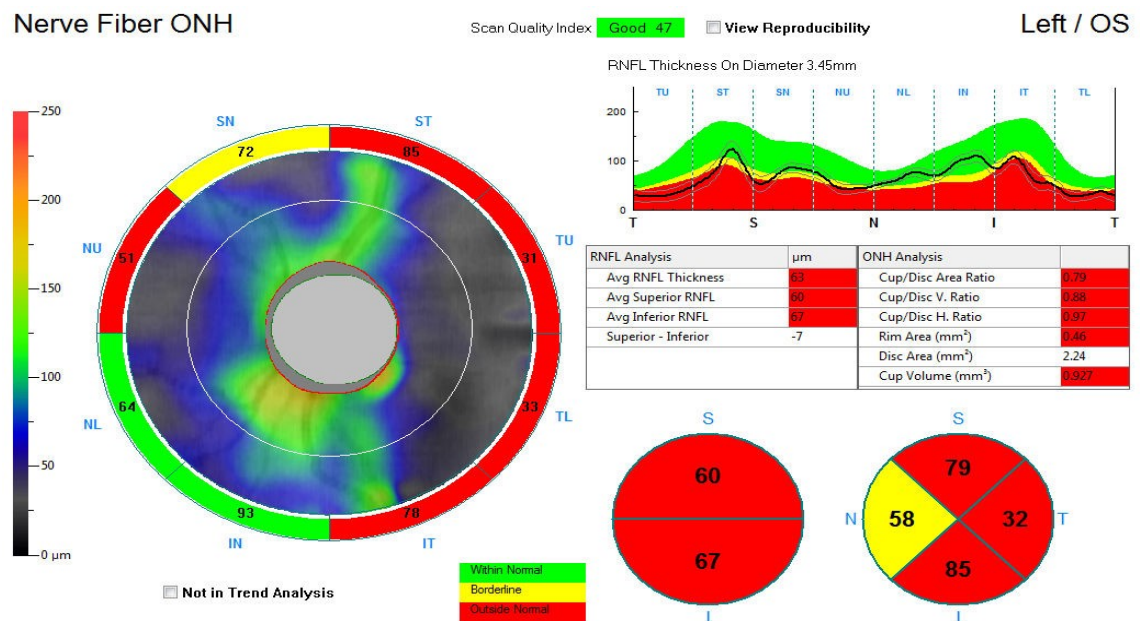 Nerve Fiber ONH
Scan Quality Index Good 47 View Reproducibility
Left / OS
RNFL Thickness On Diameter 3.45mm
TU ST SN NU NL IN IT TL
200
100
0
T S N I T
250
200
150
100
50
0 µm
SN ST
72 85
NU TU
51 31
NL TL
64 33
IN IT
93 78
RNFL Analysis µm
Avg RNFL Thickness 63
Avg Superior RNFL 60
Avg Inferior RNFL 67
Superior - Inferior -7
ONH Analysis
Cup/Disc Area Ratio 0.79
Cup/Disc V. Ratio 0.88
Cup/Disc H. Ratio 0.97
Rim Area (mm²) 0.46
Disc Area (mm²) 2.24
Cup Volume (mm³) 0.927
S
60
67
I
S
79
N 58 32 T
85
I
Not in Trend Analysis
Within Normal
Borderline
Outside Normal